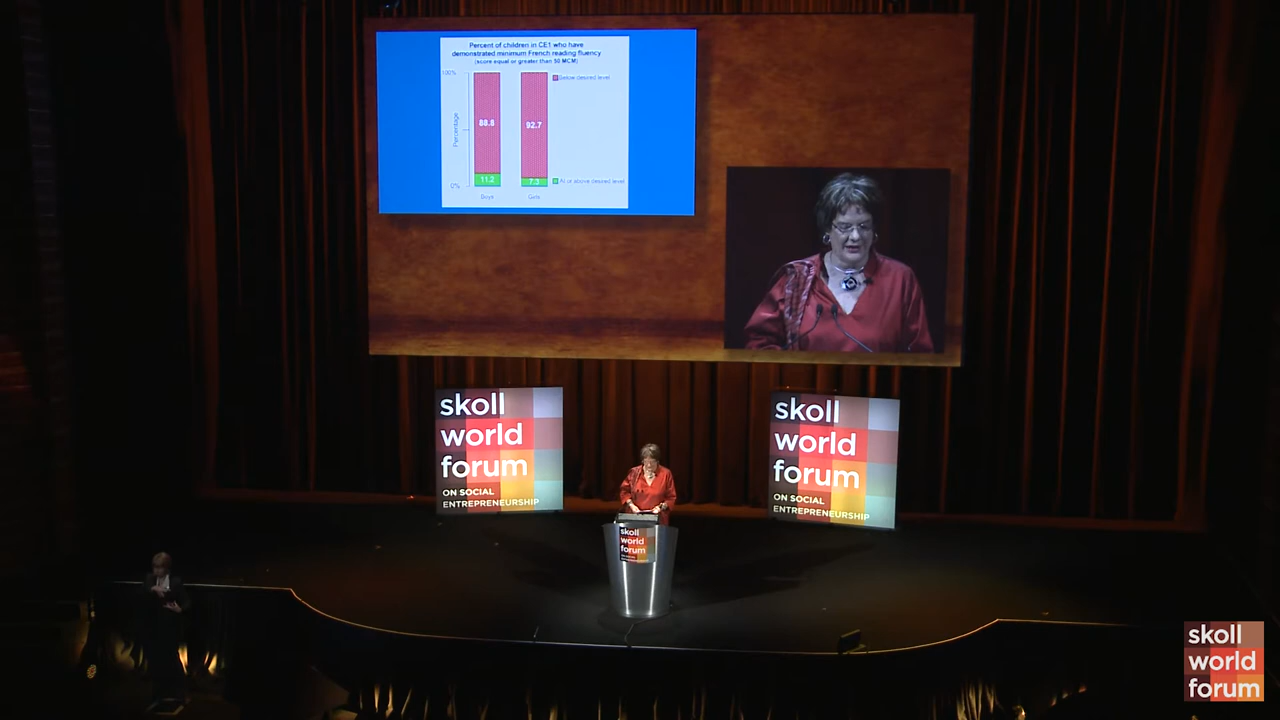 Percent of children in CE1 who have
demonstrated minimum French reading fluency
(score equal or greater than 50 MCM)
100%
Below desired level
Percentage
88.8
92.7
11.2
7.3
At or above desired level
0%
Boys
Girls
skoll
world
forum
ON SOCIAL
ENTREPRENEURSHIP
skoll
world
forum
ON SOCIAL
ENTREPRENEURSHIP
skoll
world
forum
skoll
world
forum